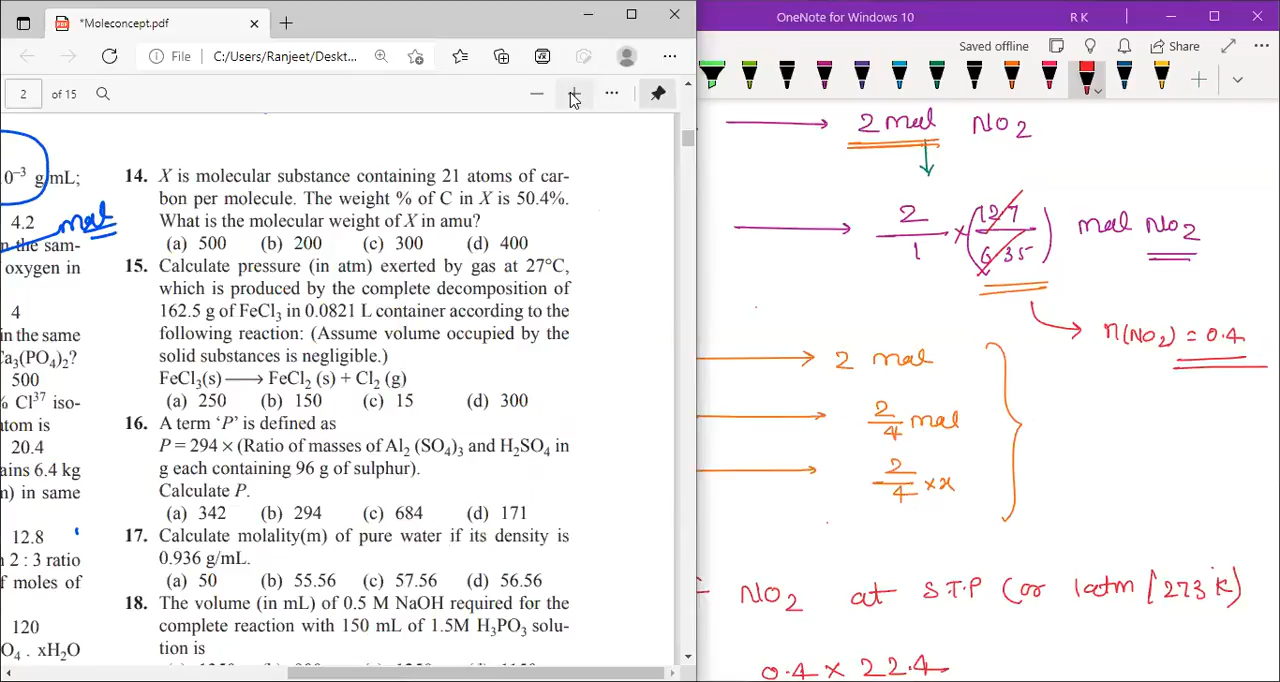 *Moleconcept.pdf
OneNote for Windows 10
R K
File
C:/Users/Ranjeet/Deskt...
Saved offline
Share
2
of 15
0⁻³ g/mL;
4.2
mol
n the sam-
oxygen in
4
in the same
Ca₃(PO₄)₂?
500
% Cl³⁷ iso-
atom is
20.4
ains 6.4 kg
m) in same
12.8
n 2 : 3 ratio
f moles of
120
O₄ . xH₂O
14. X is molecular substance containing 21 atoms of car-
bon per molecule. The weight % of C in X is 50.4%.
What is the molecular weight of X in amu?
(a) 500 (b) 200 (c) 300 (d) 400
15. Calculate pressure (in atm) exerted by gas at 27°C,
which is produced by the complete decomposition of
162.5 g of FeCl₃ in 0.0821 L container according to the
following reaction: (Assume volume occupied by the
solid substances is negligible.)
FeCl₃(s) ⟶ FeCl₂ (s) + Cl₂ (g)
(a) 250 (b) 150 (c) 15 (d) 300
16. A term ‘P’ is defined as
P = 294 × (Ratio of masses of Al₂ (SO₄)₃ and H₂SO₄ in
g each containing 96 g of sulphur).
Calculate P.
(a) 342 (b) 294 (c) 684 (d) 171
17. Calculate molality(m) of pure water if its density is
0.936 g/mL.
(a) 50 (b) 55.56 (c) 57.56 (d) 56.56
18. The volume (in mL) of 0.5 M NaOH required for the
complete reaction with 150 mL of 1.5M H₃PO₃ solu-
tion is
⟶ 2 mol NO₂
⟶ 2/1 × (127/635) mol NO₂
n(NO₂) = 0.4
⟶ 2 mol
⟶ 2/4 mol
⟶ 2/4 × x
= NO₂ at S.T.P (or 1atm / 273 K)
0.4 × 22.4